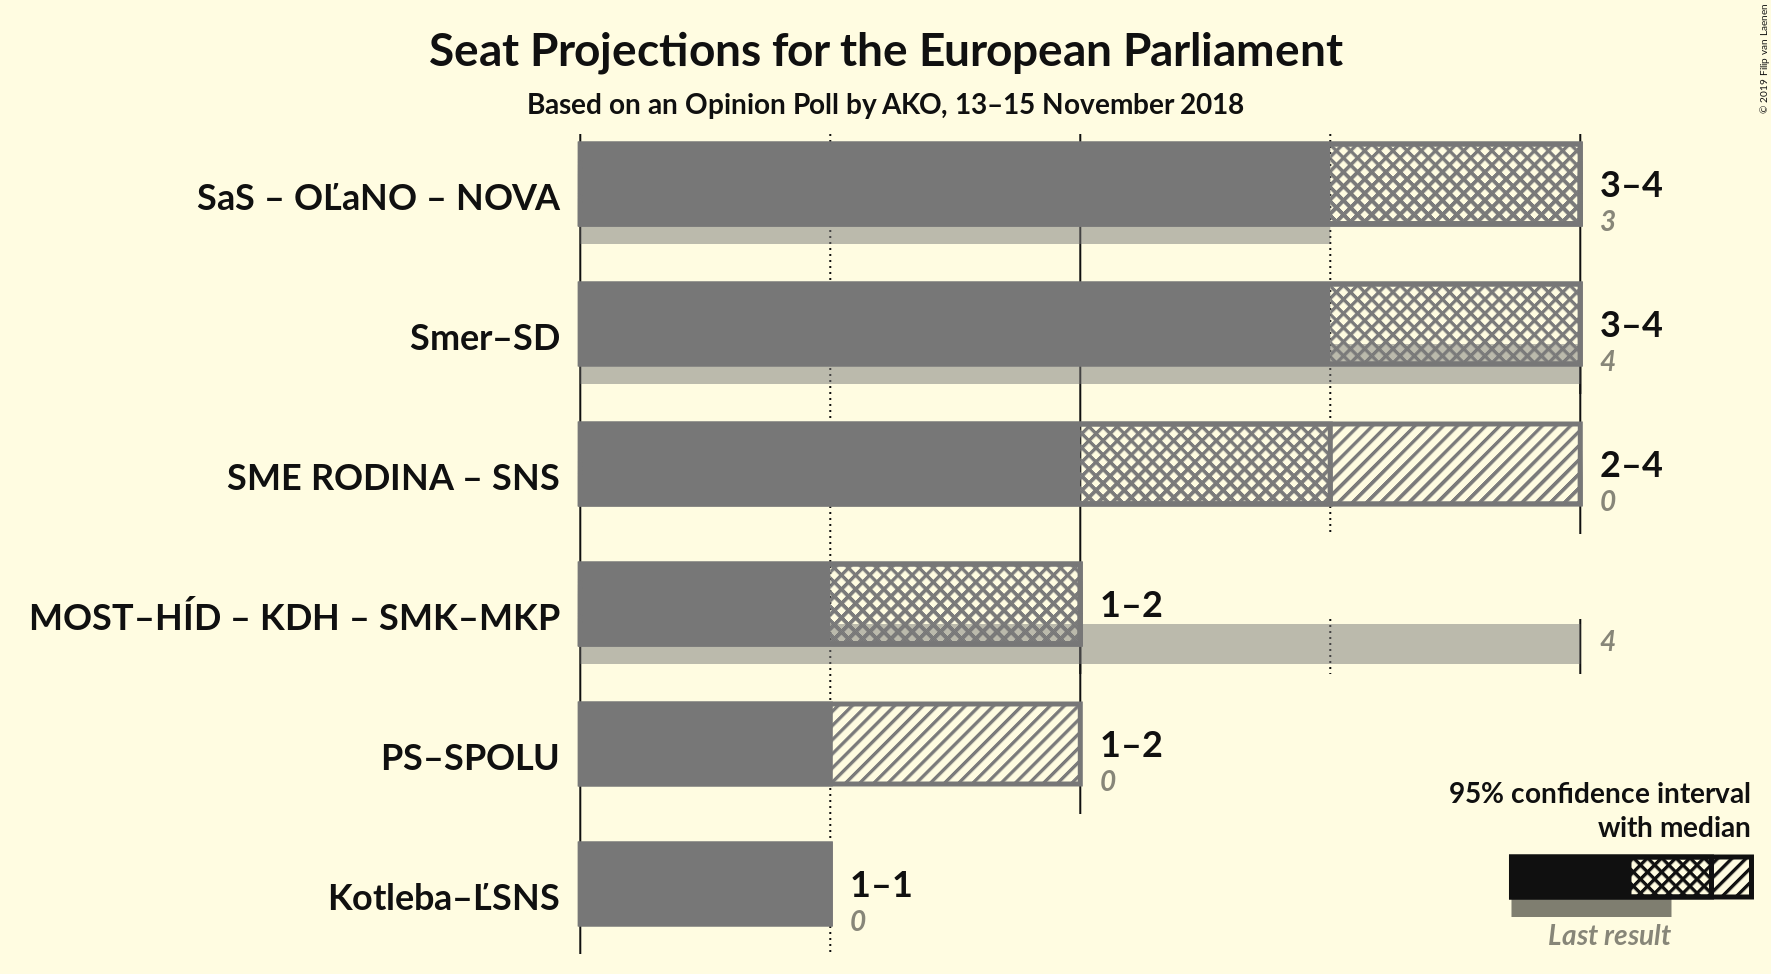 Seat Projections for the European Parliament
Based on an Opinion Poll by AKO, 13–15 November 2018
© 2019 Filip van Laenen
SaS – OĽaNO – NOVA
3–4
3
Smer–SD
3–4
4
SME RODINA – SNS
2–4
0
MOST–HÍD – KDH – SMK–MKP
1–2
4
PS–SPOLU
1–2
0
Kotleba–ĽSNS
1–1
0
95% confidence interval
with median
Last result